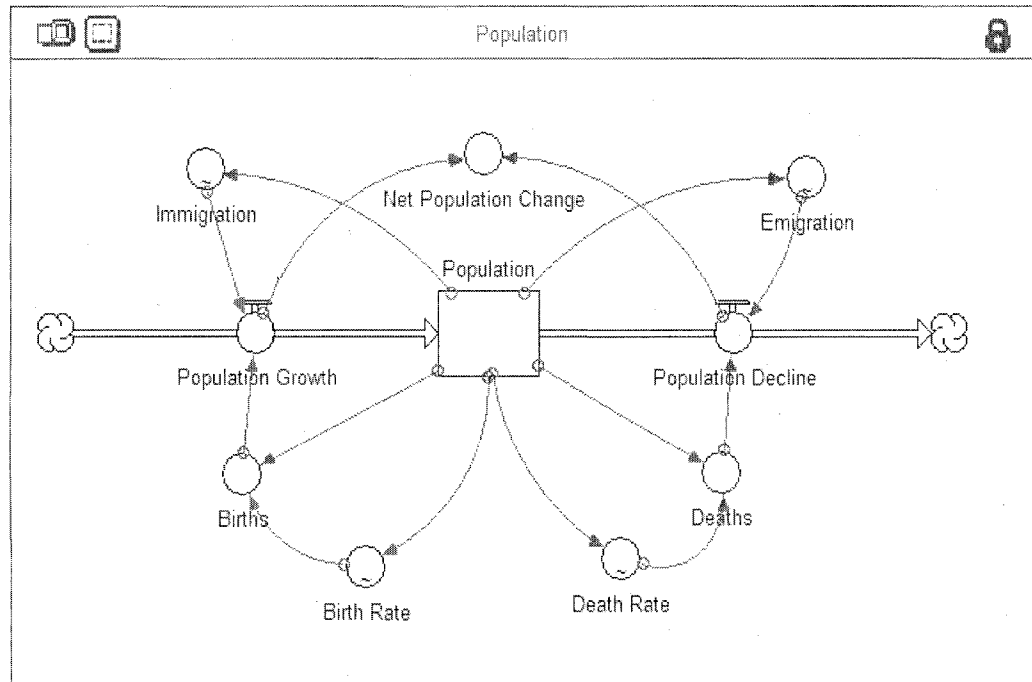 Population
Net Population Change
Immigration
Emigration
Population
Population Growth
Population Decline
Births
Deaths
Birth Rate
Death Rate